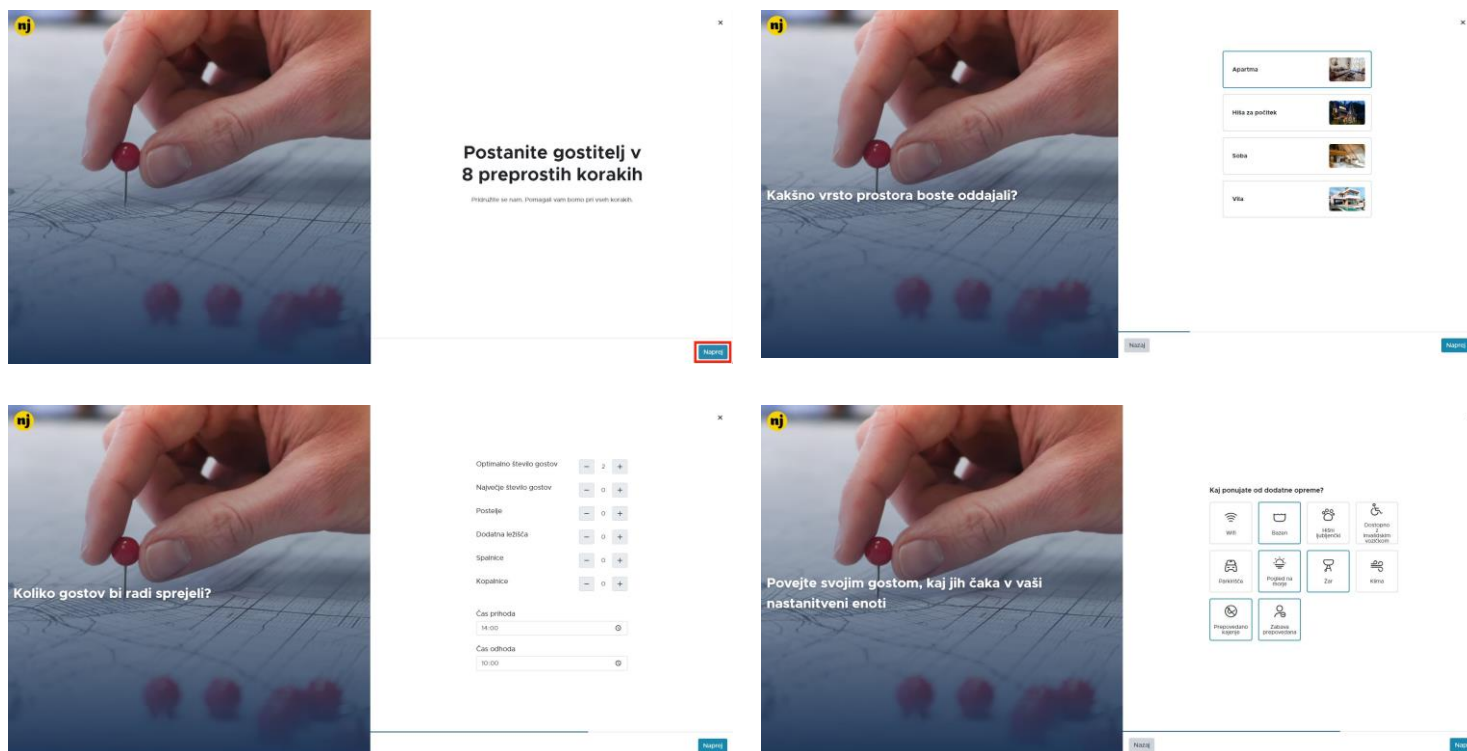 nj
×
Postanite gostitelj v
8 preprostih korakih
Pridružite se nam. Pomagali vam bomo pri vseh korakih.
Naprej
nj
×
Kakšno vrsto prostora boste oddajali?
Apartma
Hiša za počitek
Soba
Vila
Nazaj
Naprej
nj
×
Koliko gostov bi radi sprejeli?
Optimalno število gostov − 2 +
Največje število gostov − 0 +
Postelje − 0 +
Dodatna ležišča − 0 +
Spalnice − 0 +
Kopalnice − 0 +
Čas prihoda
14:00
Čas odhoda
10:00
Naprej
nj
Povejte svojim gostom, kaj jih čaka v vaši
nastanitveni enoti
Kaj ponujate od dodatne opreme?
Wifi
Bazen
Hišni
ljubljenčki
Dostopno
z
invalidskim
vozičkom
Parkirišča
Pogled na
morje
Žar
Klima
Prepovedano
kajenje
Zabava
prepovedana
Nazaj